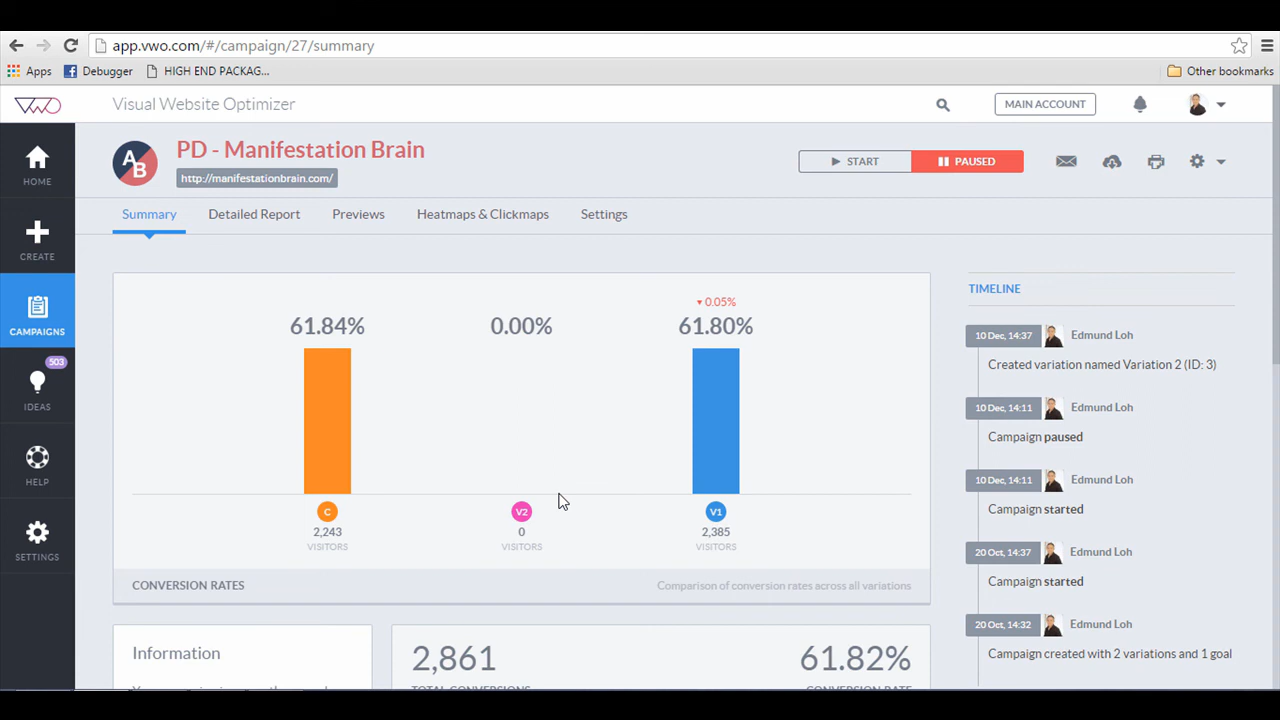 app.vwo.com/#/campaign/27/summary
Apps Debugger HIGH END PACKAG... Other bookmarks
VWO Visual Website Optimizer MAIN ACCOUNT
AB PD - Manifestation Brain START PAUSED
http://manifestationbrain.com/
Summary Detailed Report Previews Heatmaps & Clickmaps Settings
HOME
CREATE
CAMPAIGNS
503
IDEAS
HELP
SETTINGS
0.05%
61.84% 0.00% 61.80%
C V2 V1
2,243 0 2,385
VISITORS VISITORS VISITORS
CONVERSION RATES Comparison of conversion rates across all variations
Information
2,861 61.82%
TOTAL CONVERSIONS CONVERSION RATE
TIMELINE
10 Dec, 14:37 Edmund Loh
Created variation named Variation 2 (ID: 3)
10 Dec, 14:11 Edmund Loh
Campaign paused
10 Dec, 14:11 Edmund Loh
Campaign started
20 Oct, 14:37 Edmund Loh
Campaign started
20 Oct, 14:32 Edmund Loh
Campaign created with 2 variations and 1 goal